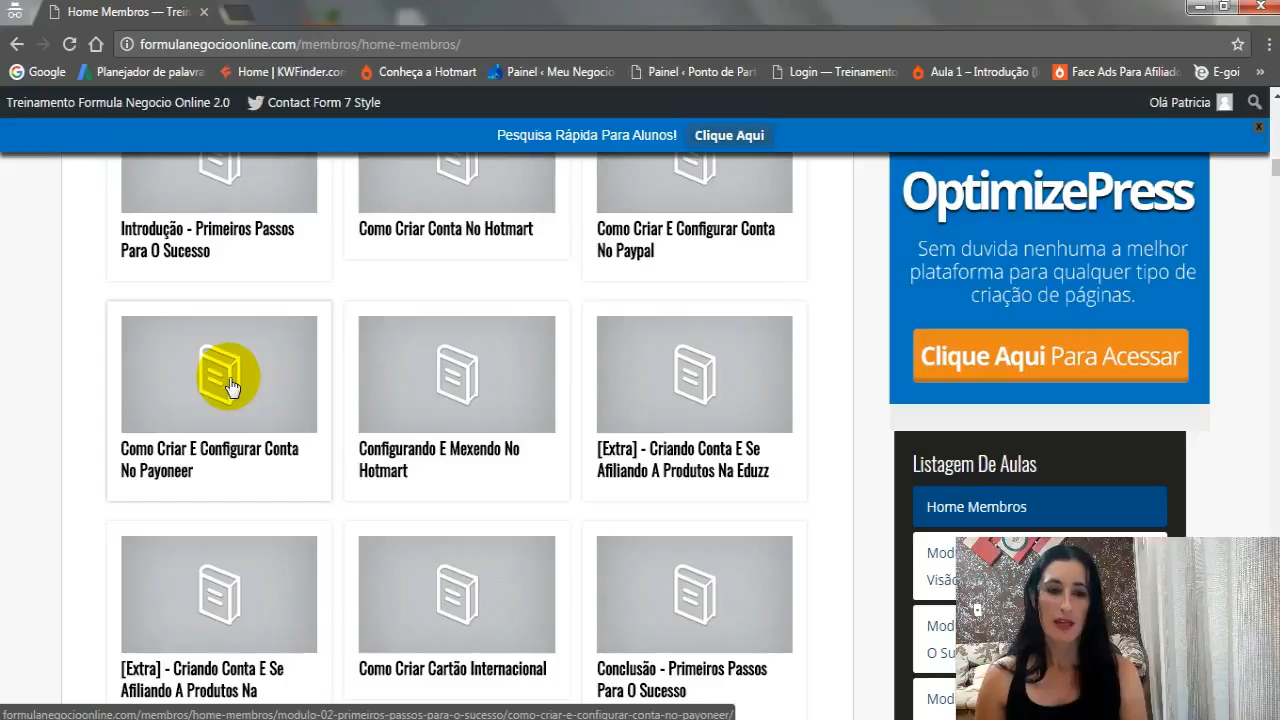 Home Membros — Trein
formulanegocioonline.com/membros/home-membros/
Google
Planejador de palavra
Home | KWFinder.com
Conheça a Hotmart
Painel ‹ Meu Negocio
Painel ‹ Ponto de Part
Login — Treinamento
Aula 1 – Introdução (
Face Ads Para Afiliado
E-goi
Treinamento Formula Negocio Online 2.0
Contact Form 7 Style
Olá Patricia
Pesquisa Rápida Para Alunos!
Clique Aqui
x
Introdução - Primeiros Passos
Para O Sucesso
Como Criar Conta No Hotmart
Como Criar E Configurar Conta
No Paypal
Como Criar E Configurar Conta
No Payoneer
Configurando E Mexendo No
Hotmart
[Extra] - Criando Conta E Se
Afiliando A Produtos Na Eduzz
[Extra] - Criando Conta E Se
Afiliando A Produtos Na
Como Criar Cartão Internacional
Conclusão - Primeiros Passos
Para O Sucesso
OptimizePress
Sem duvida nenhuma a melhor
plataforma para qualquer tipo de
criação de páginas.
Clique Aqui Para Acessar
Listagem De Aulas
Home Membros
Mod
Visão
Mod
O Su
Mod
formulanegocioonline.com/membros/home-membros/modulo-02-primeiros-passos-para-o-sucesso/como-criar-e-configurar-conta-no-payoneer/